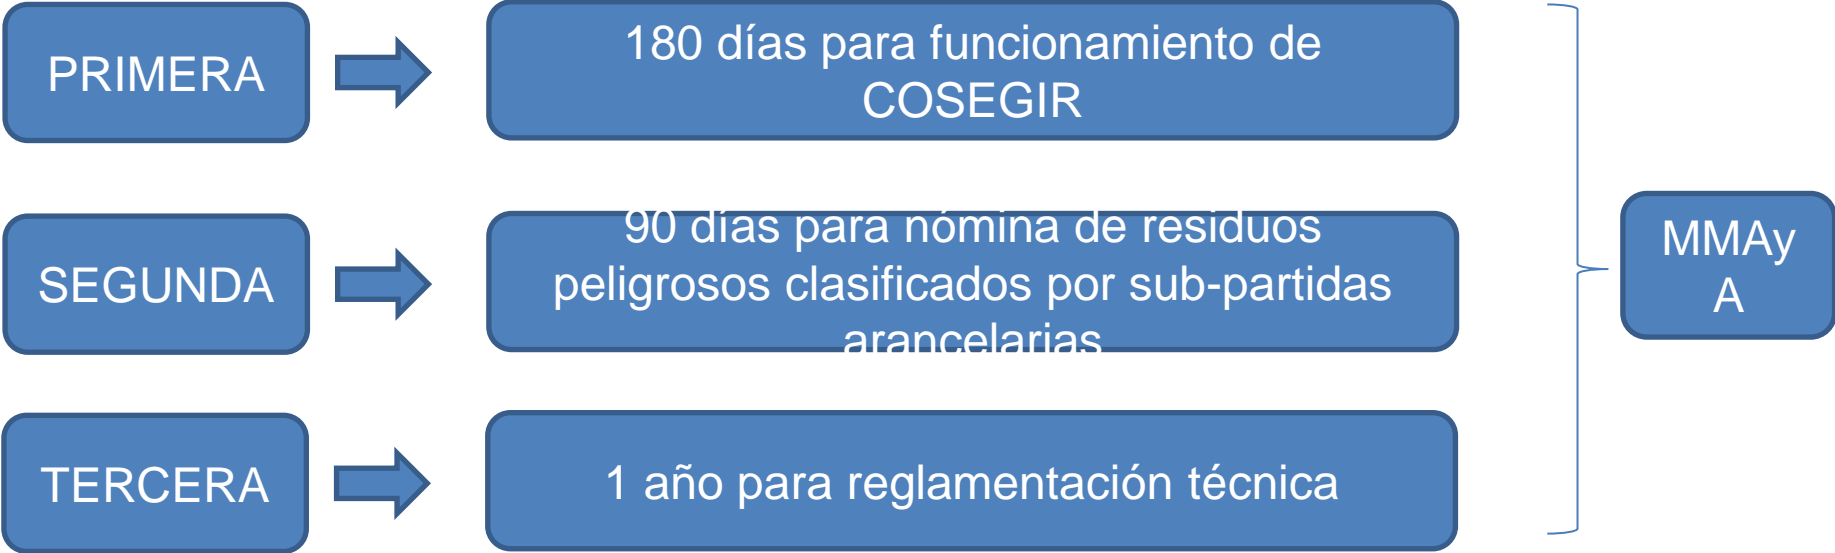 PRIMERA
180 días para funcionamiento de
COSEGIR
SEGUNDA
90 días para nómina de residuos
peligrosos clasificados por sub-partidas
arancelarias
TERCERA
1 año para reglamentación técnica
MMAy
A